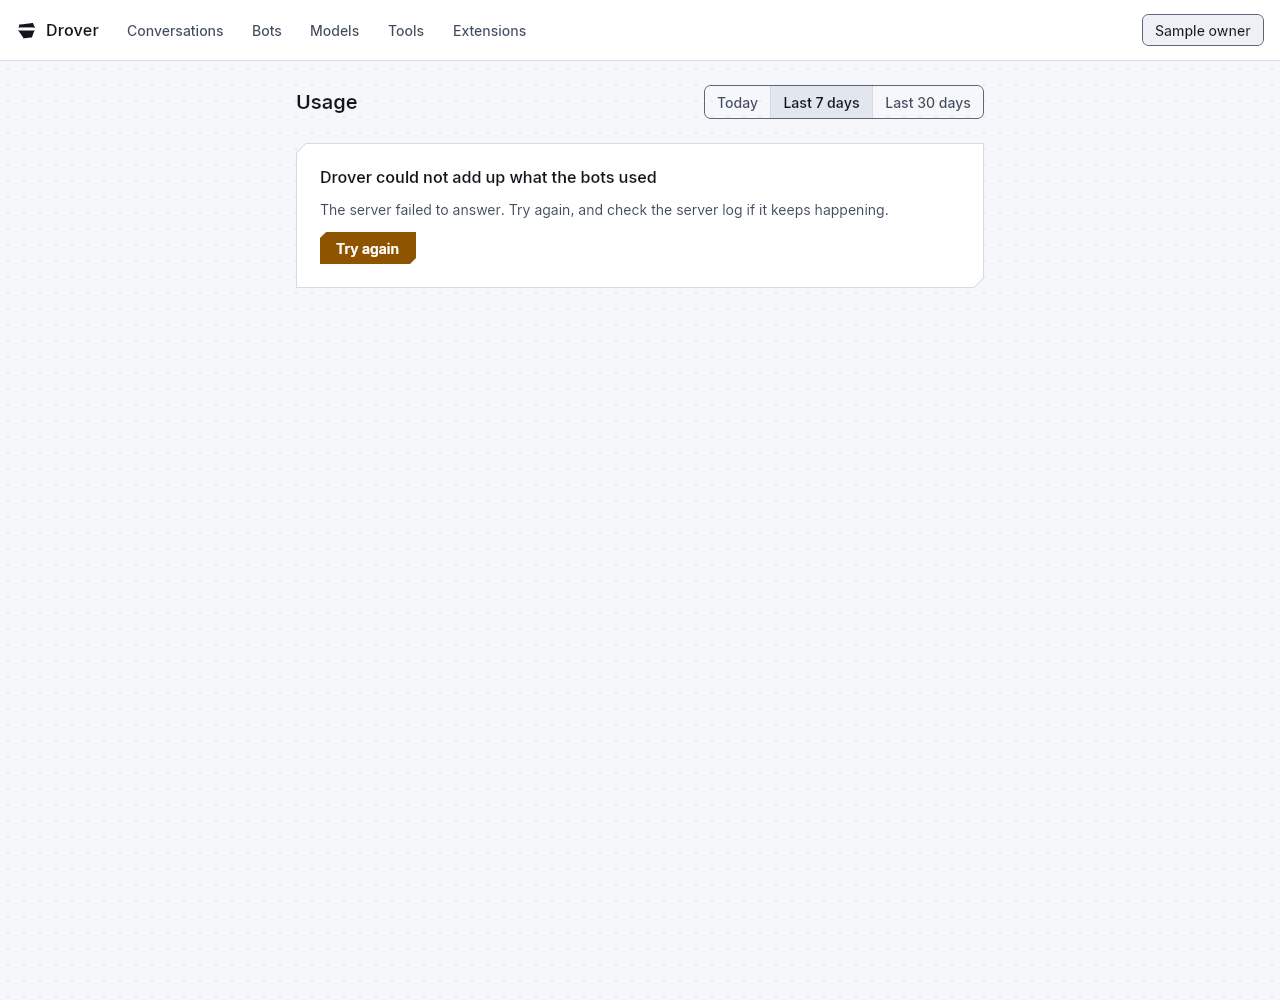 Drover
Conversations
Bots
Models
Tools
Extensions
Sample owner
Usage
Today
Last 7 days
Last 30 days
Drover could not add up what the bots used
The server failed to answer. Try again, and check the server log if it keeps happening.
Try again